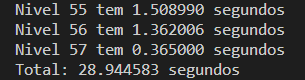 Nivel 55 tem 1.508990 segundos
Nivel 56 tem 1.362006 segundos
Nivel 57 tem 0.365000 segundos
Total: 28.944583 segundos